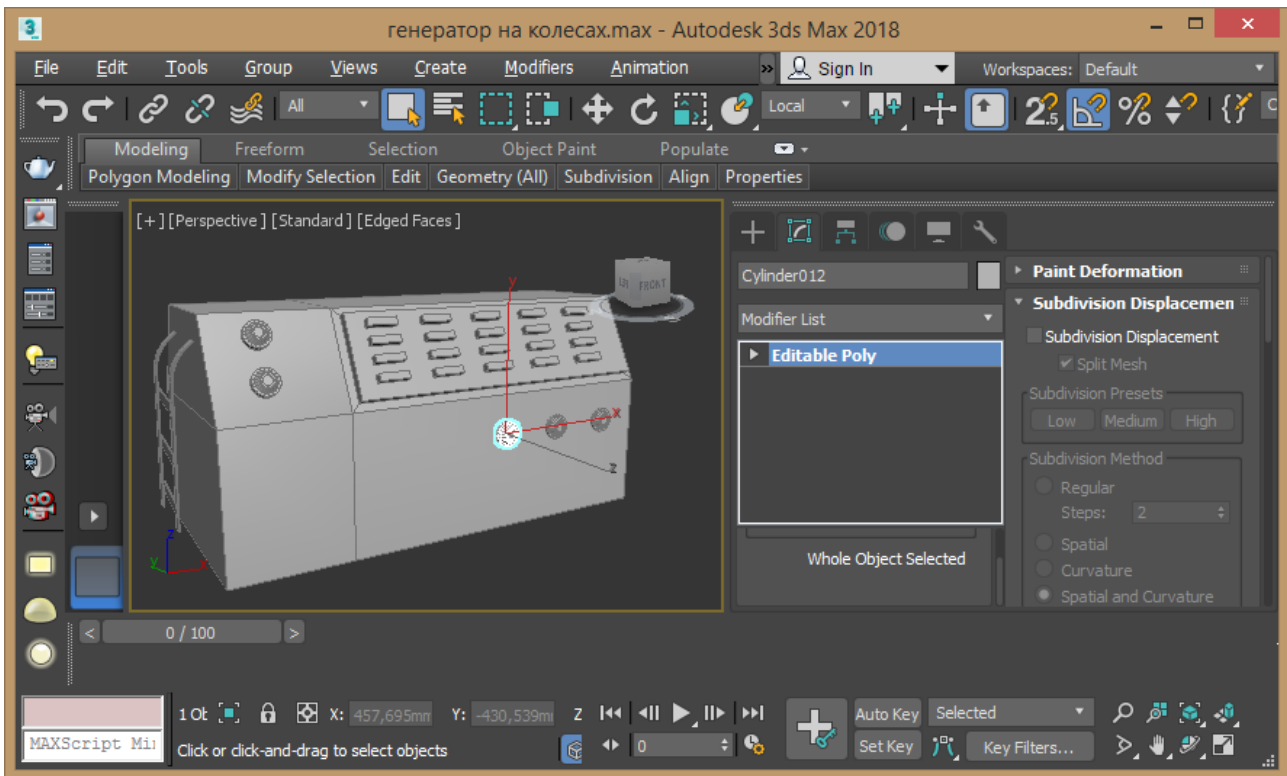 генератор на колесах.max - Autodesk 3ds Max 2018
File Edit Tools Group Views Create Modifiers Animation » Sign In Workspaces: Default
All Local
Modeling Freeform Selection Object Paint Populate
Polygon Modeling Modify Selection Edit Geometry (All) Subdivision Align Properties
[+] [Perspective] [Standard] [Edged Faces]
FRONT
y
x
z
z
y
x
Cylinder012
Modifier List
Editable Poly
Whole Object Selected
Paint Deformation
Subdivision Displacemen
Subdivision Displacement
Split Mesh
Subdivision Presets
Low Medium High
Subdivision Method
Regular
Steps: 2
Spatial
Curvature
Spatial and Curvature
< 0 / 100 >
1 Ob X: 457,695mm Y: -430,539m Z Auto Key Selected
MAXScript Mi Click or click-and-drag to select objects 0 Set Key Key Filters...